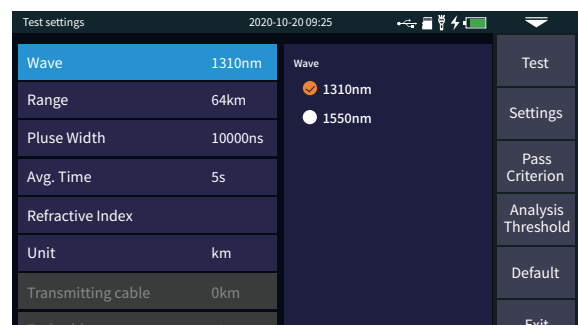 Test settings
2020-10-20 09:25
Wave 1310nm
Range 64km
Pluse Width 10000ns
Avg. Time 5s
Refractive Index
Unit km
Transmitting cable 0km
Wave
1310nm
1550nm
Test
Settings
Pass
Criterion
Analysis
Threshold
Default
Exit